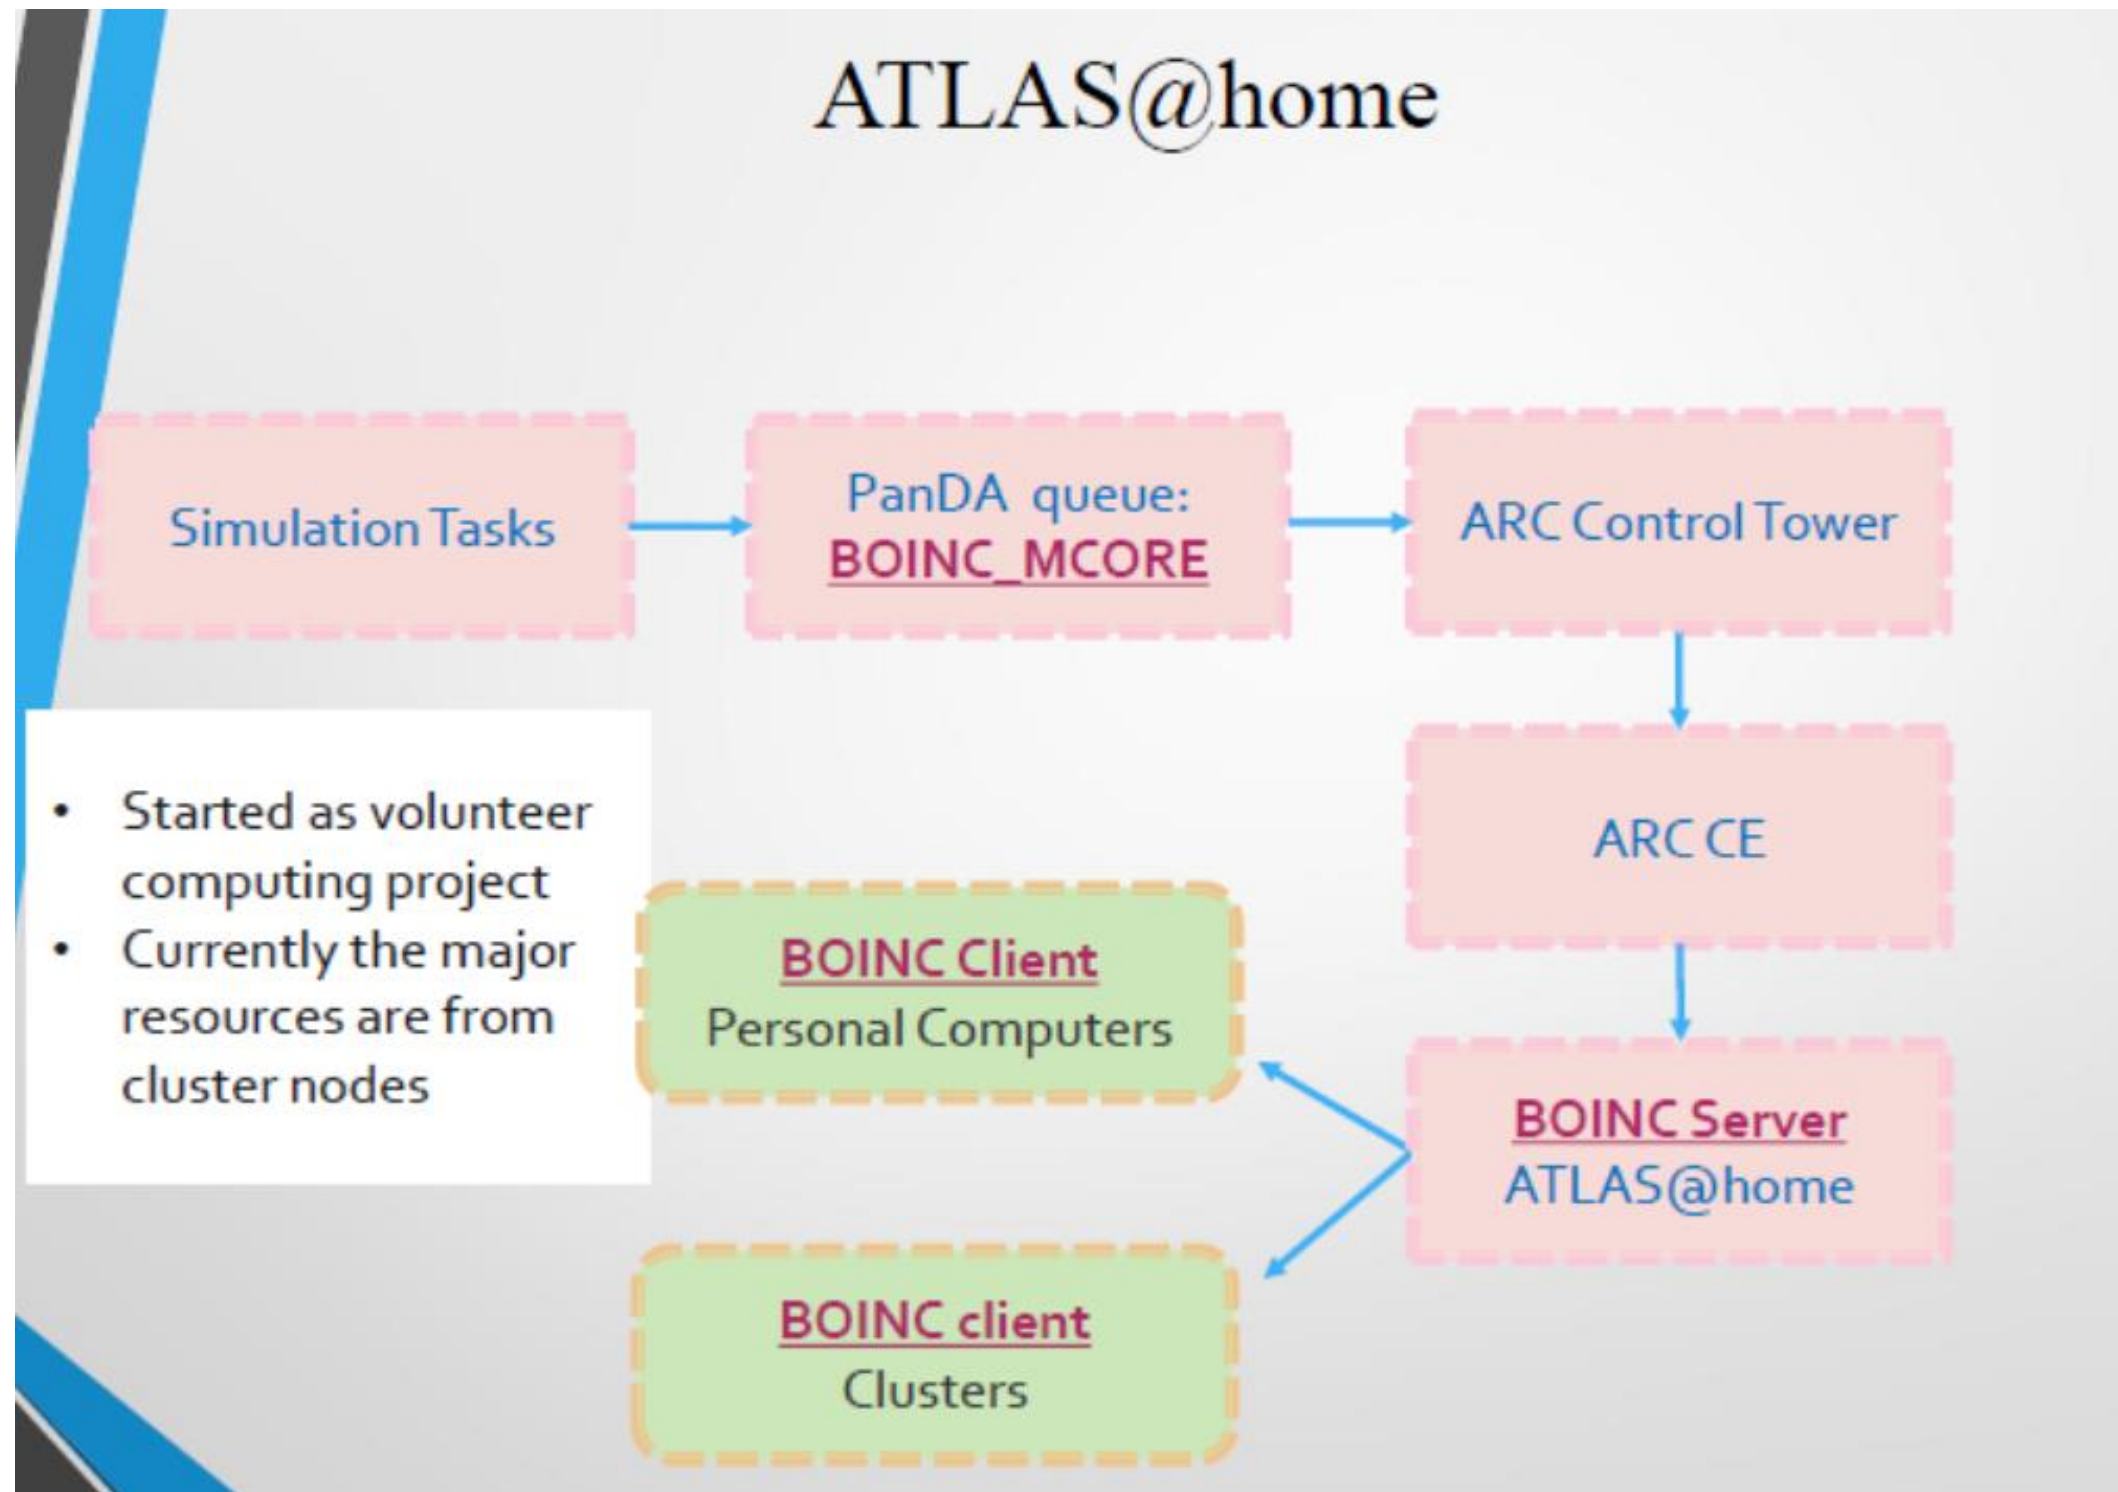 ATLAS@home
Simulation Tasks
PanDA queue:
BOINC_MCORE
ARC Control Tower
• Started as volunteer
computing project
• Currently the major
resources are from
cluster nodes
ARC CE
BOINC Client
Personal Computers
BOINC Server
ATLAS@home
BOINC client
Clusters